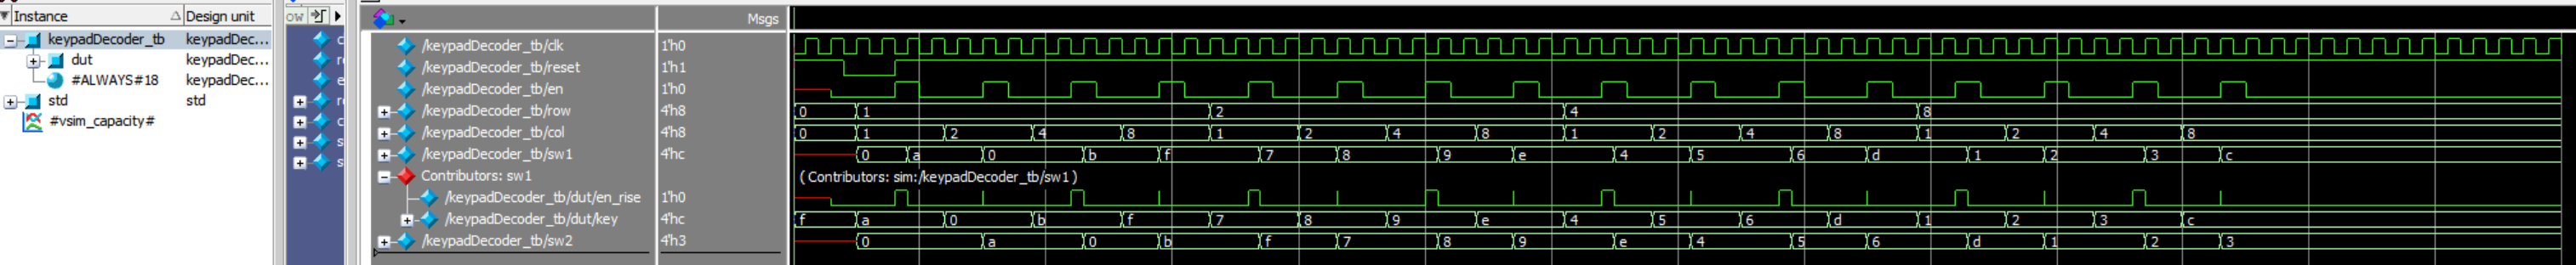 Instance Design unit
keypadDecoder_tb keypadDec...
dut keypadDec...
#ALWAYS#18 keypadDec...
std std
#vsim_capacity#
ow
Msgs
/keypadDecoder_tb/clk 1'h0
/keypadDecoder_tb/reset 1'h1
/keypadDecoder_tb/en 1'h0
/keypadDecoder_tb/row 4'h8 0 1 2 4 8
/keypadDecoder_tb/col 4'h8 0 1 2 4 8 1 2 4 8 1 2 4 8 1 2 4 8
/keypadDecoder_tb/sw1 4'hc 0 a 0 b f 7 8 9 e 4 5 6 d 1 2 3 c
Contributors: sw1 ( Contributors: sim:/keypadDecoder_tb/sw1 )
/keypadDecoder_tb/dut/en_rise 1'h0
/keypadDecoder_tb/dut/key 4'hc f a 0 b f 7 8 9 e 4 5 6 d 1 2 3 c
/keypadDecoder_tb/sw2 4'h3 0 a 0 b f 7 8 9 e 4 5 6 d 1 2 3